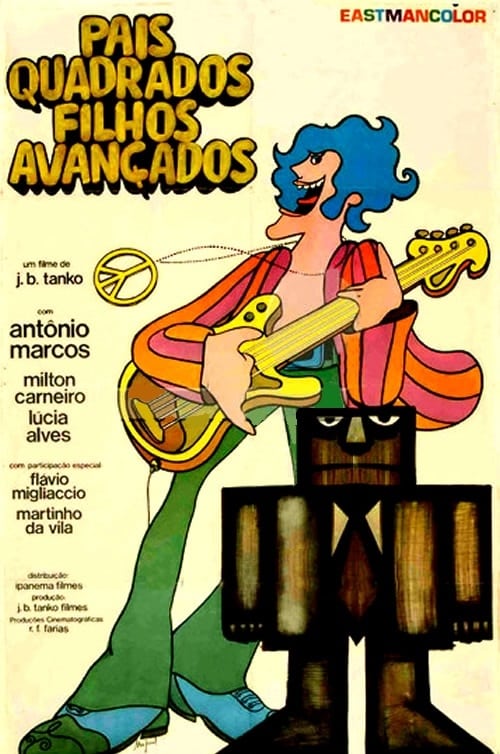 EASTMANCOLOR
PAIS
QUADRADOS
FILHOS
AVANÇADOS
um filme de
j. b. tanko
com
antônio
marcos
milton
carneiro
lúcia
alves
com participação especial
flávio
migliaccio
martinho
da vila
distribuição:
ipanema filmes
produção:
j. b. tanko filmes
Produções Cinematográficas
r. f. farias